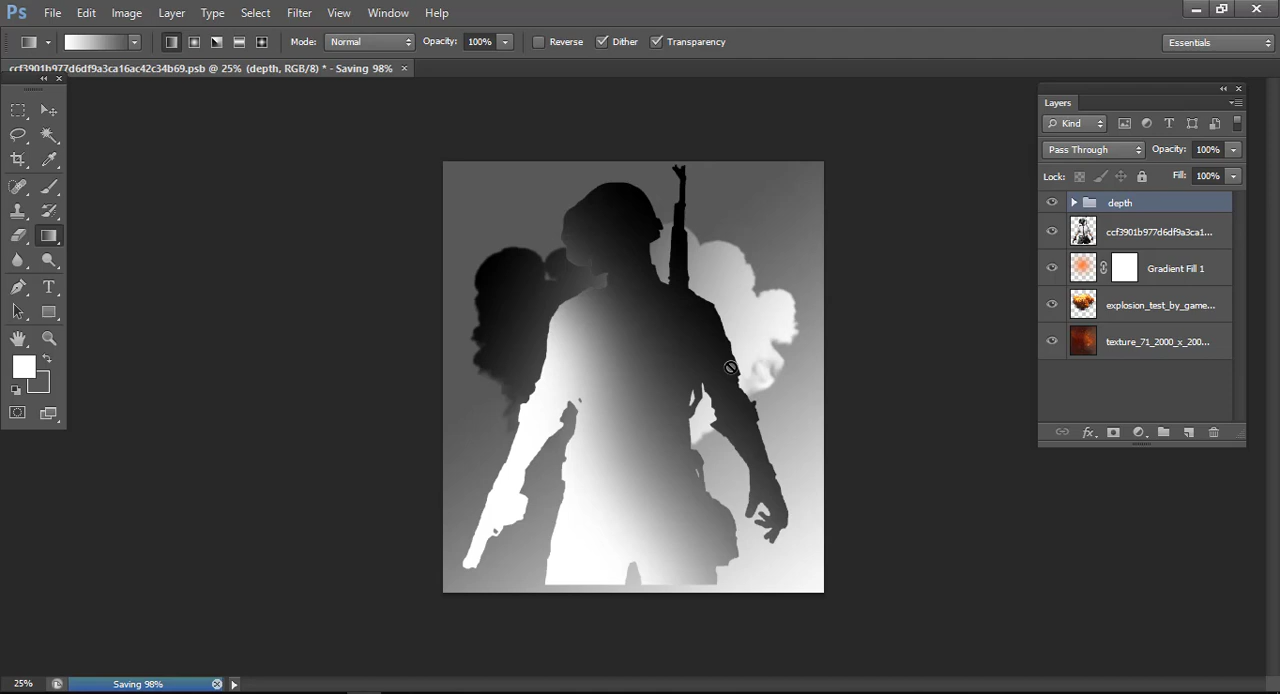 Ps File Edit Image Layer Type Select Filter View Window Help
Mode: Normal Opacity: 100% Reverse Dither Transparency Essentials
ccf3901b977d6df9a3ca16ac42c34b69.psb @ 25% (depth, RGB/8) * - Saving 98% ×
Layers
Kind
Pass Through Opacity: 100%
Lock: Fill: 100%
depth
ccf3901b977d6df9a3ca1...
Gradient Fill 1
explosion_test_by_game...
texture_71_2000_x_200...
fx
25% Saving 98%